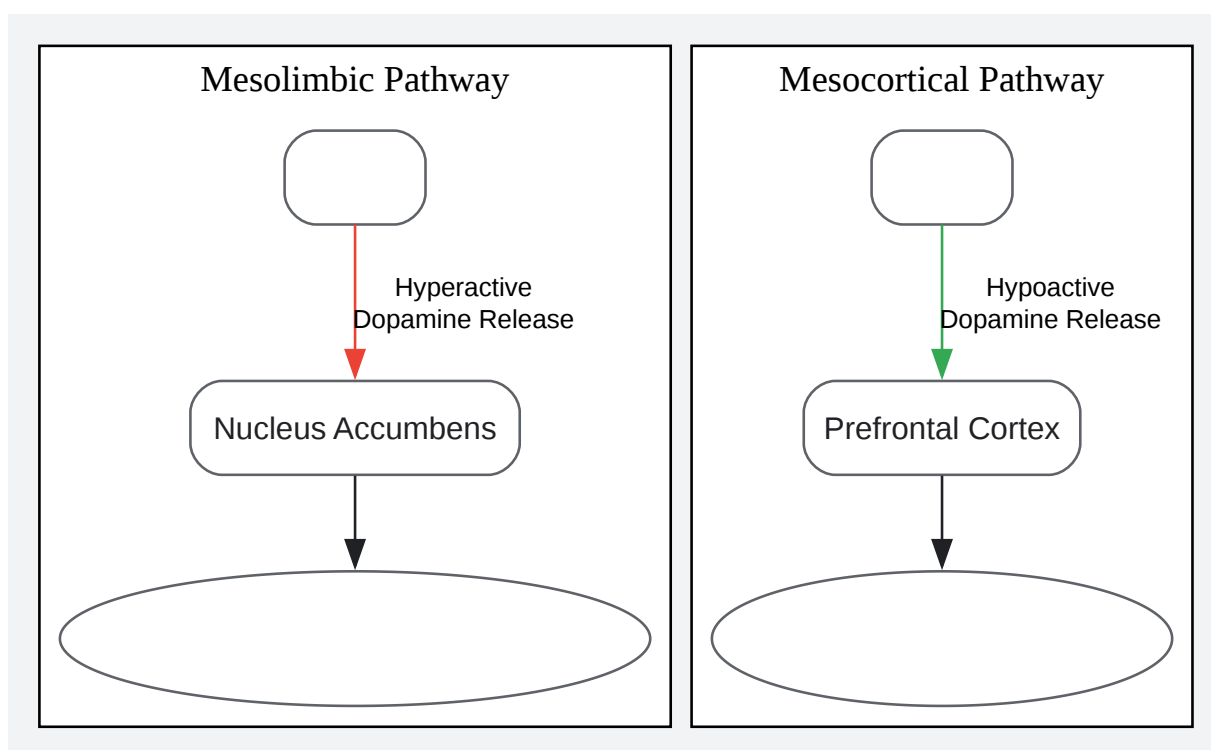 Mesolimbic Pathway
Hyperactive
Dopamine Release
Nucleus Accumbens
Mesocortical Pathway
Hypoactive
Dopamine Release
Prefrontal Cortex